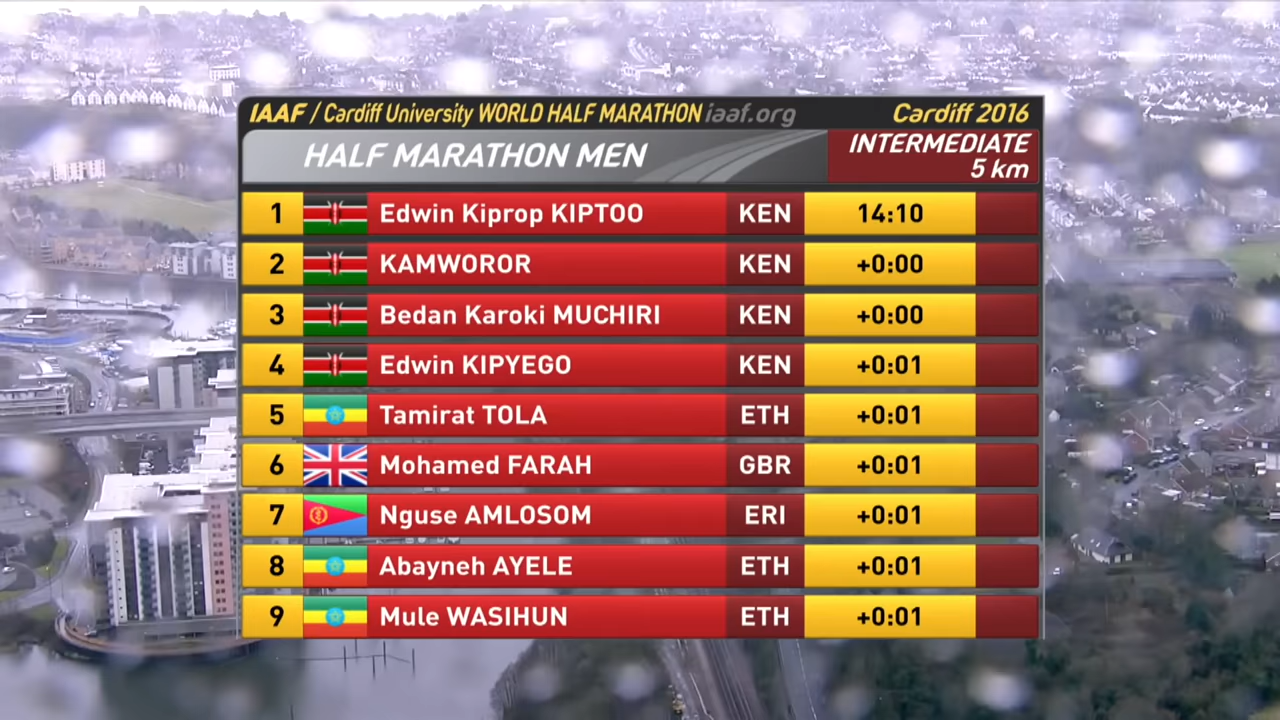 IAAF / Cardiff University WORLD HALF MARATHON iaaf.org Cardiff 2016
HALF MARATHON MEN
INTERMEDIATE
5 km
1 Edwin Kiprop KIPTOO KEN 14:10
2 KAMWOROR KEN +0:00
3 Bedan Karoki MUCHIRI KEN +0:00
4 Edwin KIPYEGO KEN +0:01
5 Tamirat TOLA ETH +0:01
6 Mohamed FARAH GBR +0:01
7 Nguse AMLOSOM ERI +0:01
8 Abayneh AYELE ETH +0:01
9 Mule WASIHUN ETH +0:01